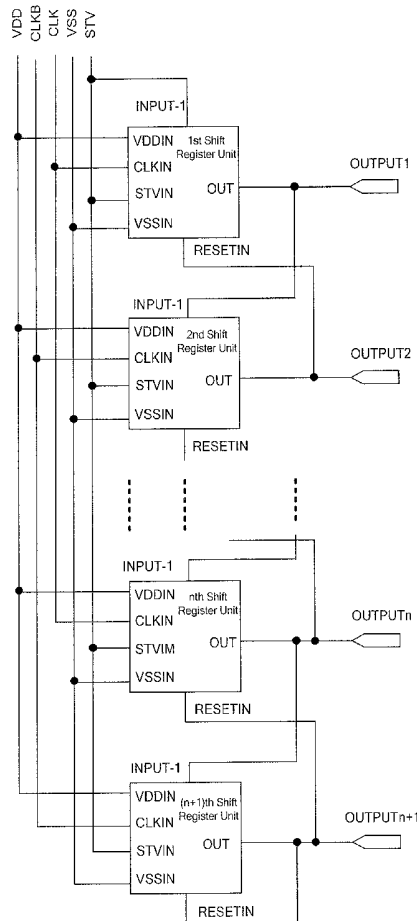 VDD
CLKB
CLK
VSS
STV
INPUT-1
VDDIN
1st Shift
Register Unit
CLKIN
STVIN
OUT
VSSIN
OUTPUT1
RESETIN
INPUT-1
VDDIN
2nd Shift
Register Unit
CLKIN
STVIN
OUT
VSSIN
OUTPUT2
RESETIN
INPUT-1
VDDIN
nth Shift
Register Unit
CLKIN
STVIM
OUT
VSSIN
OUTPUTn
RESETIN
INPUT-1
VDDIN
(n+1)th Shift
Register Unit
CLKIN
STVIN
OUT
VSSIN
OUTPUTn+1
RESETIN